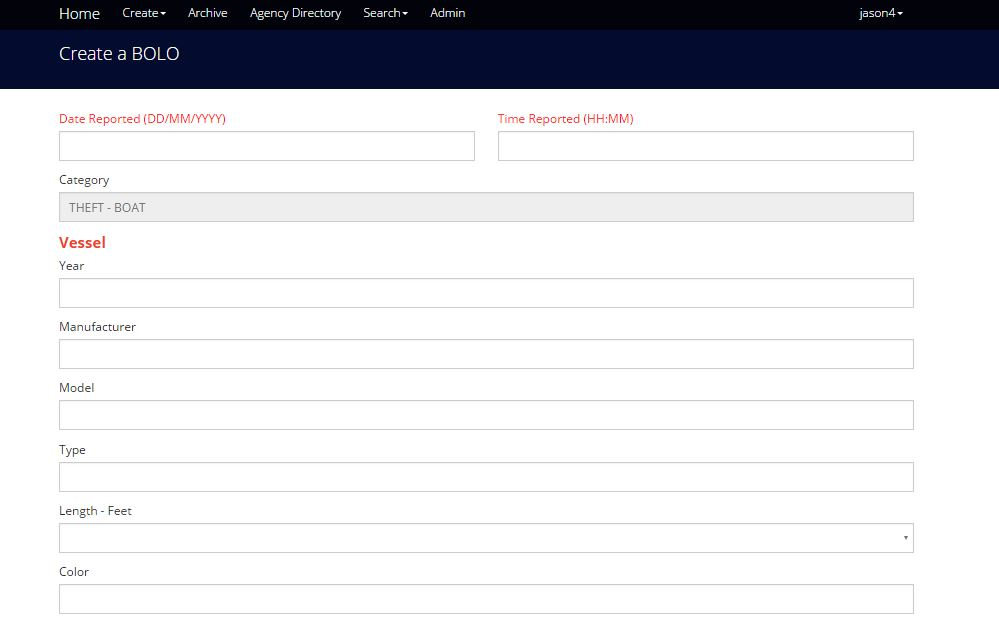 Home Create Archive Agency Directory Search Admin jason4
Create a BOLO
Date Reported (DD/MM/YYYY) Time Reported (HH:MM)
Category
THEFT - BOAT
Vessel
Year
Manufacturer
Model
Type
Length - Feet
Color